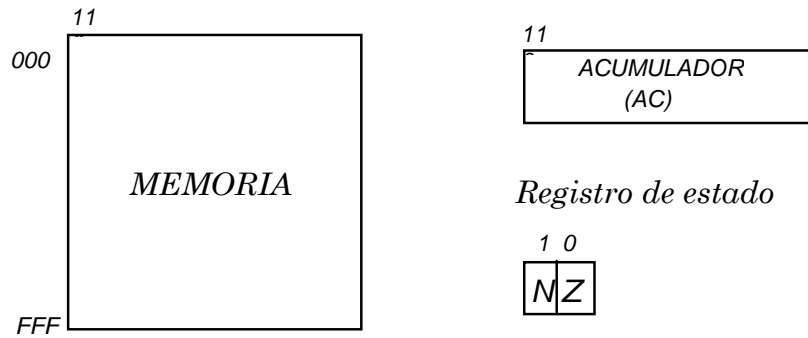 11
000
MEMORIA
FFF
11
ACUMULADOR
(AC)
Registro de estado
1 0
N Z